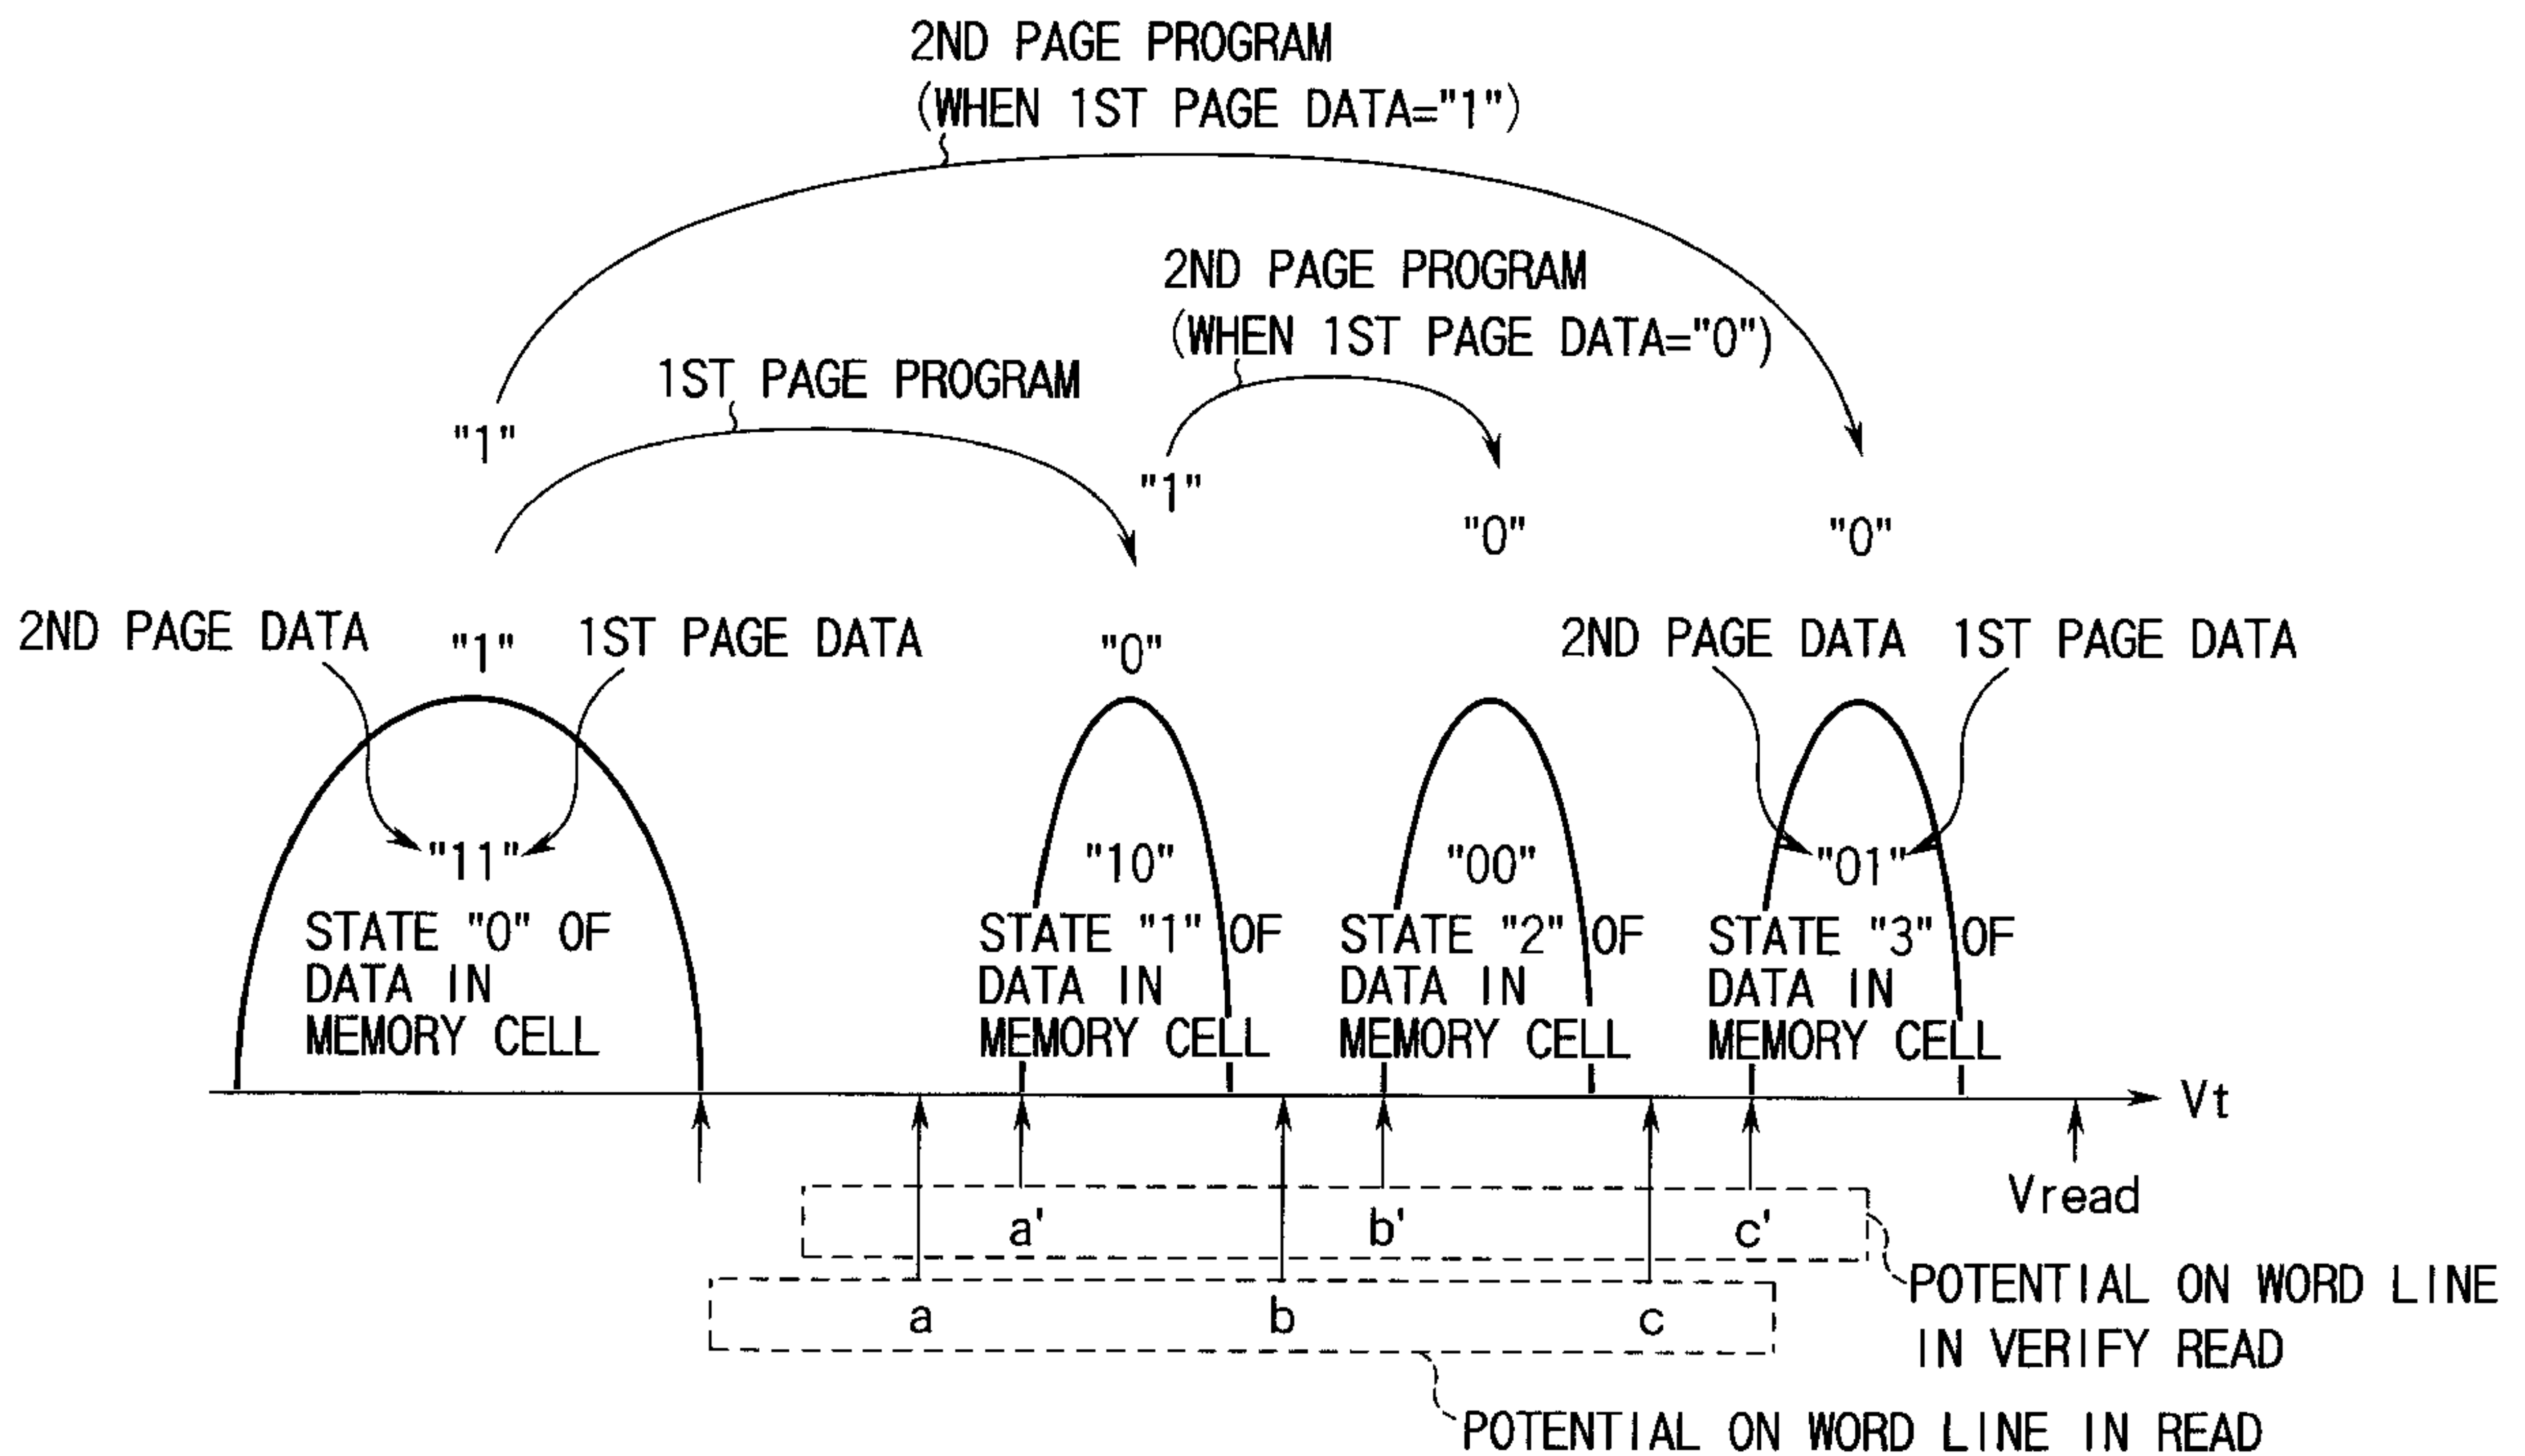 2ND PAGE PROGRAM
(WHEN 1ST PAGE DATA="1")
2ND PAGE PROGRAM
(WHEN 1ST PAGE DATA="0")
1ST PAGE PROGRAM
"1"
"1"
"0"
"0"
2ND PAGE DATA
"1"
1ST PAGE DATA
"0"
2ND PAGE DATA
1ST PAGE DATA
"11"
STATE "0" OF
DATA IN
MEMORY CELL
"10"
STATE "1" OF
DATA IN
MEMORY CELL
"00"
STATE "2" OF
DATA IN
MEMORY CELL
"01"
STATE "3" OF
DATA IN
MEMORY CELL
Vt
Vread
a'
b'
c'
a
b
c
POTENTIAL ON WORD LINE
IN VERIFY READ
POTENTIAL ON WORD LINE IN READ